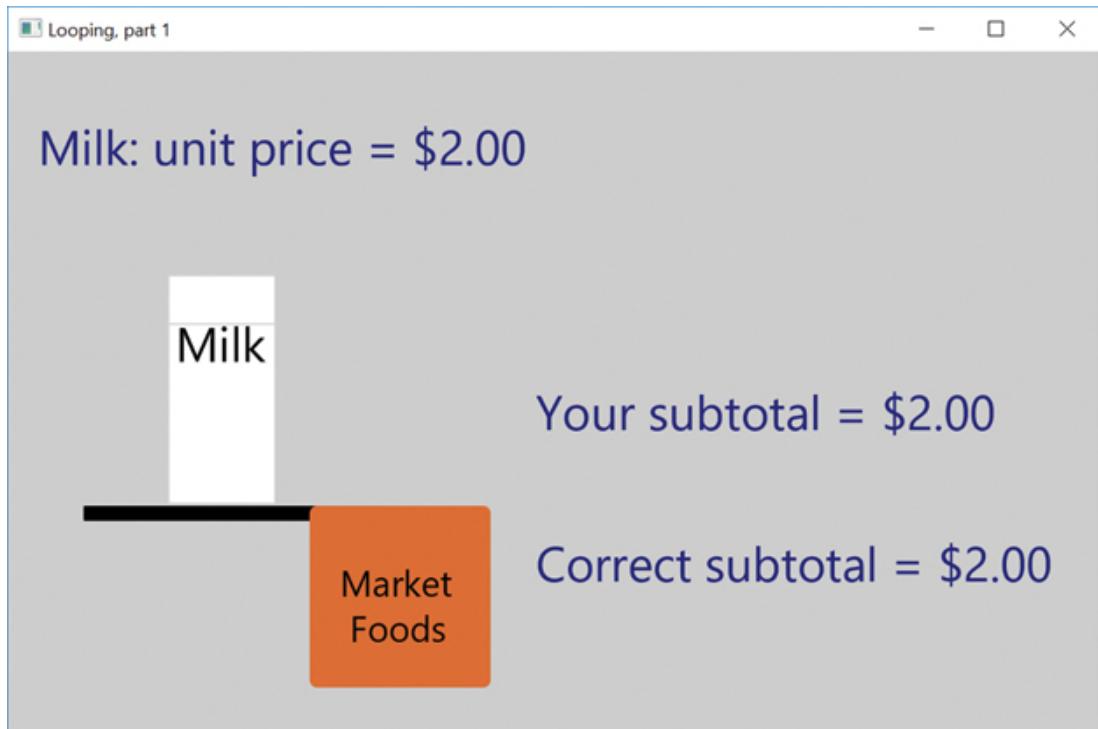 Looping, part 1
Milk: unit price = $2.00
Milk
Your subtotal = $2.00
Correct subtotal = $2.00
Market
Foods